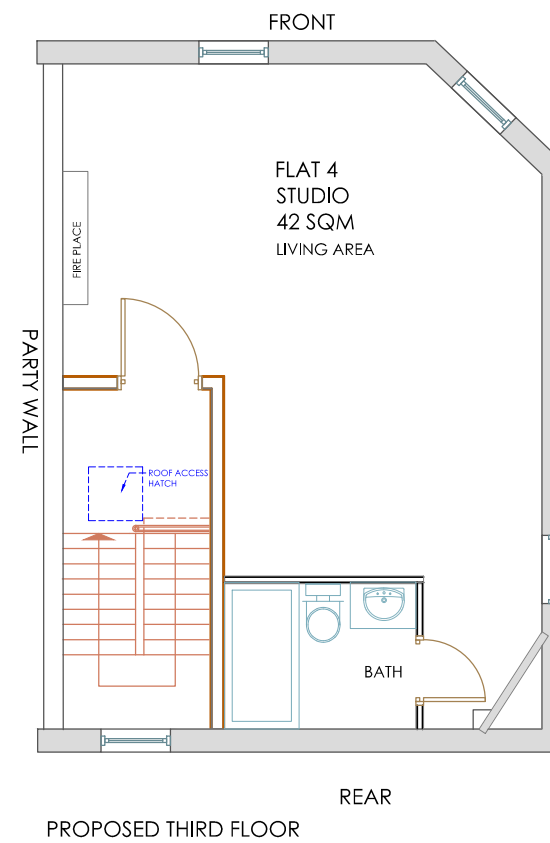 FRONT
FLAT 4
STUDIO
42 SQM
LIVING AREA
FIRE PLACE
PARTY WALL
ROOF ACCESS
HATCH
BATH
REAR
PROPOSED THIRD FLOOR